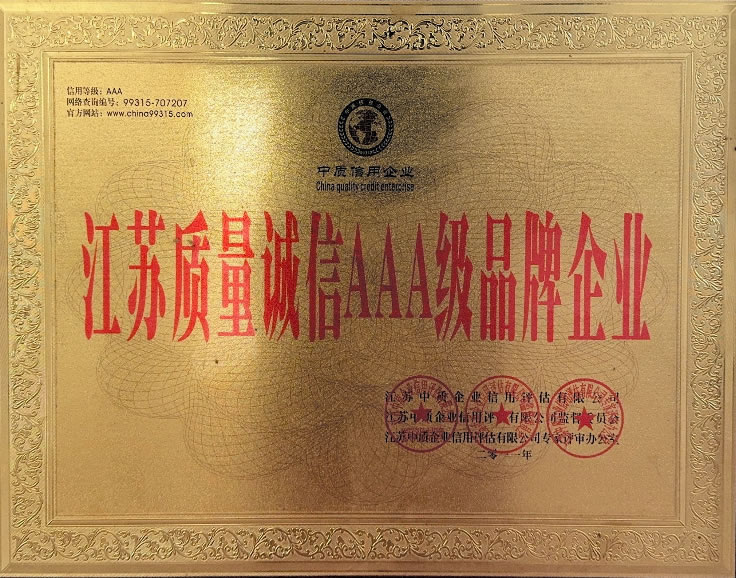 信用等级：AAA
网络查询编号：99315-707207
官方网站：www.china99315.com
中质信用企业
China quality credit enterprise
江苏质量诚信AAA级品牌企业
江苏中质企业信用评估有限公司
江苏中质企业信用评 有限公司监督委员会
江苏中质企业信用评估有限公司专家评审办公室
二零一一年